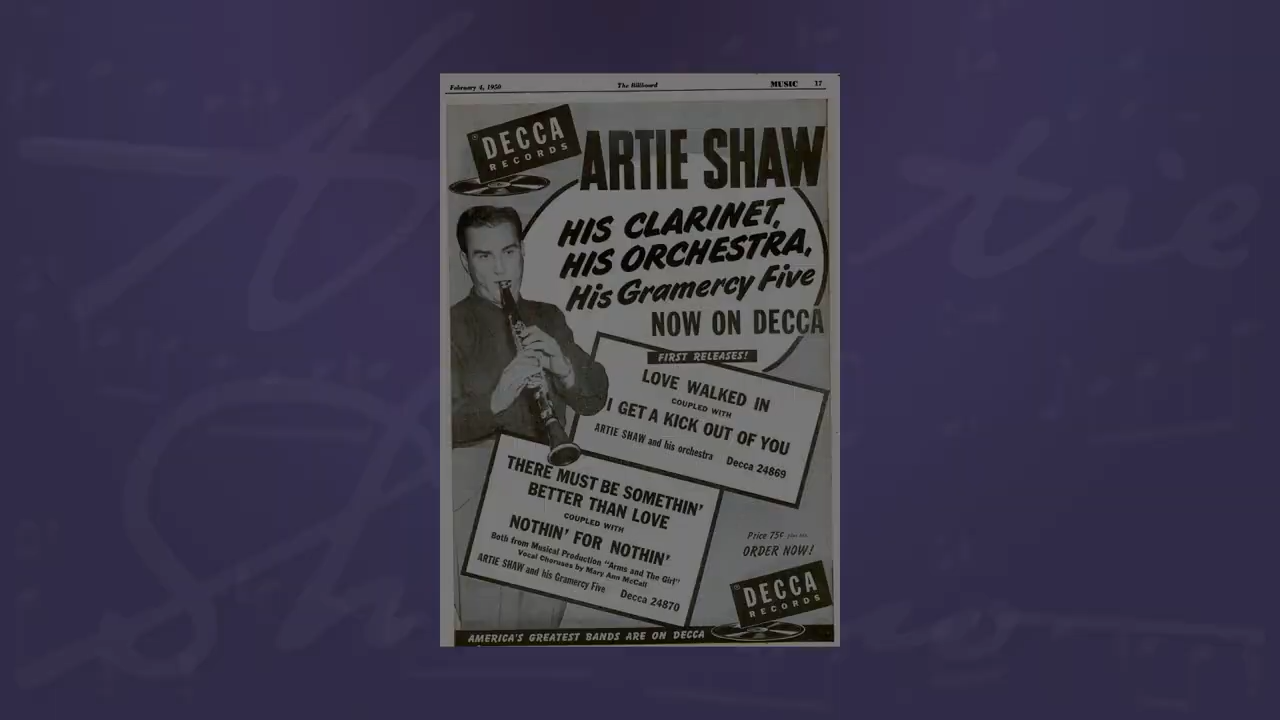 February 4, 1950 The Billboard MUSIC 17
DECCA
RECORDS
ARTIE SHAW
HIS CLARINET,
HIS ORCHESTRA,
His Gramercy Five
NOW ON DECCA
FIRST RELEASES!
LOVE WALKED IN
COUPLED WITH
I GET A KICK OUT OF YOU
ARTIE SHAW and his orchestra Decca 24869
THERE MUST BE SOMETHIN'
BETTER THAN LOVE
COUPLED WITH
NOTHIN' FOR NOTHIN'
Both from Musical Production "Arms and The Girl"
Vocal Choruses by Mary Ann McCall
ARTIE SHAW and his Gramercy Five Decca 24870
Price 75¢
ORDER NOW!
DECCA
RECORDS
AMERICA'S GREATEST BANDS ARE ON DECCA
Artie
Shaw